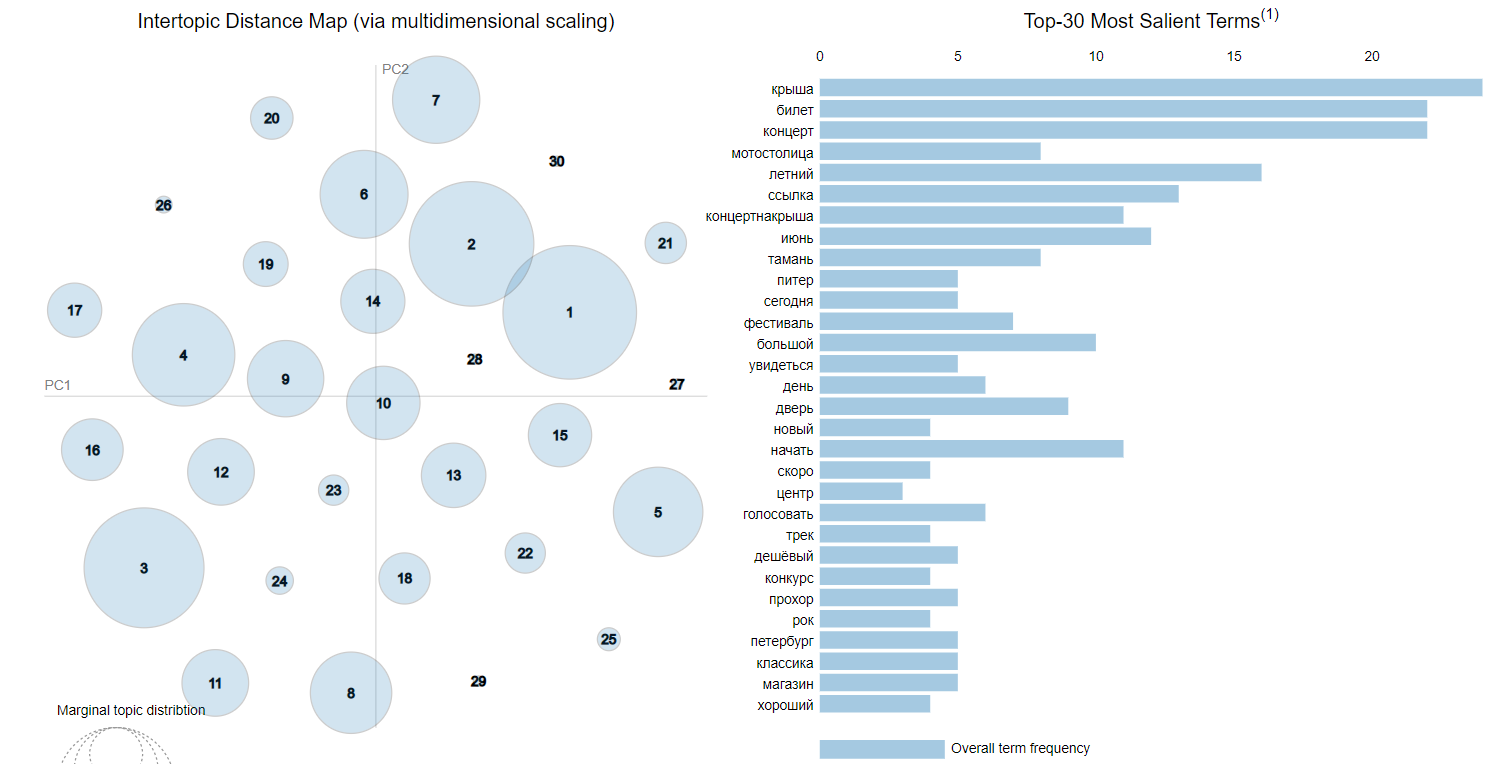 Intertopic Distance Map (via multidimensional scaling)
PC2
7
20
30
6
26
2
21
19
14
17
1
4
28
9
27
PC1
10
15
16
12
13
23
5
22
3
18
24
25
29
11
8
Marginal topic distribtion
Top-30 Most Salient Terms(1)
0 5 10 15 20
крыша
билет
концерт
мотостолица
летний
ссылка
концертнакрыша
июнь
тамань
питер
сегодня
фестиваль
большой
увидеться
день
дверь
новый
начать
скоро
центр
голосовать
трек
дешёвый
конкурс
прохор
рок
петербург
классика
магазин
хороший
Overall term frequency